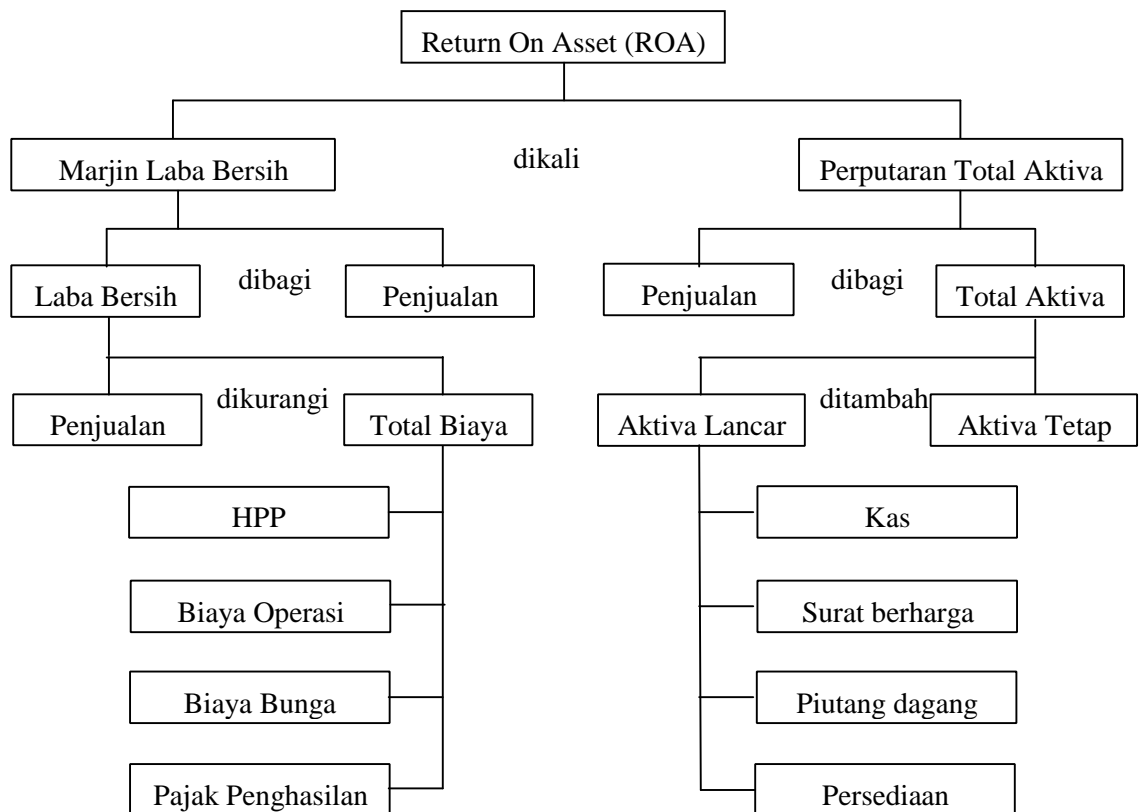 Return On Asset (ROA)
Marjin Laba Bersih
dikali
Perputaran Total Aktiva
Laba Bersih
dibagi
Penjualan
Penjualan
dibagi
Total Aktiva
Penjualan
dikurangi
Total Biaya
Aktiva Lancar
ditambah
Aktiva Tetap
HPP
Kas
Biaya Operasi
Surat berharga
Biaya Bunga
Piutang dagang
Pajak Penghasilan
Persediaan